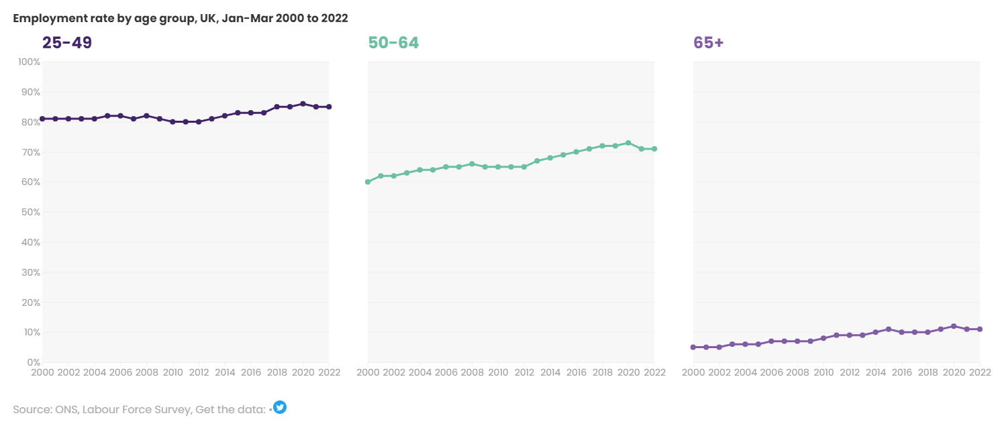 Employment rate by age group, UK, Jan-Mar 2000 to 2022
25-49 50-64 65+
100%
90%
80%
70%
60%
50%
40%
30%
20%
10%
0%
2000 2002 2004 2006 2008 2010 2012 2014 2016 2018 2020 2022 2000 2002 2004 2006 2008 2010 2012 2014 2016 2018 2020 2022 2000 2002 2004 2006 2008 2010 2012 2014 2016 2018 2020 2022
Source: ONS, Labour Force Survey, Get the data: •